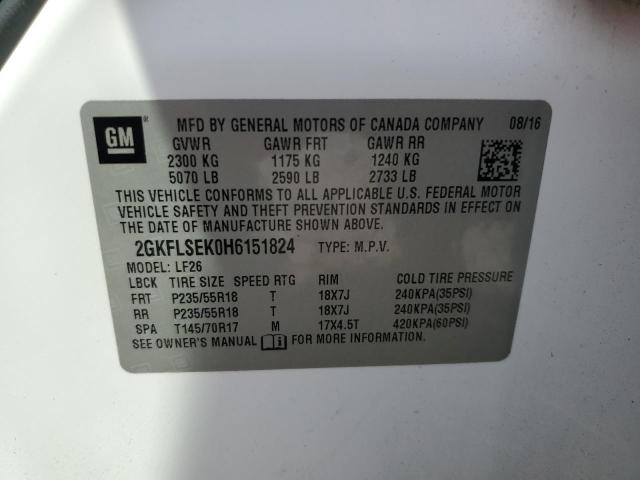 GM ® MFD BY GENERAL MOTORS OF CANADA COMPANY 08/16
GVWR GAWR FRT GAWR RR
2300 KG 1175 KG 1240 KG
5070 LB 2590 LB 2733 LB
THIS VEHICLE CONFORMS TO ALL APPLICABLE U.S. FEDERAL MOTOR
VEHICLE SAFETY AND THEFT PREVENTION STANDARDS IN EFFECT ON
THE DATE OF MANUFACTURE SHOWN ABOVE.
2GKFLSEK0H6151824 TYPE: M.P.V.
MODEL: LF26
LBCK TIRE SIZE SPEED RTG RIM COLD TIRE PRESSURE
FRT P235/55R18 T 18X7J 240KPA(35PSI)
RR P235/55R18 T 18X7J 240KPA(35PSI)
SPA T145/70R17 M 17X4.5T 420KPA(60PSI)
SEE OWNER'S MANUAL FOR MORE INFORMATION.